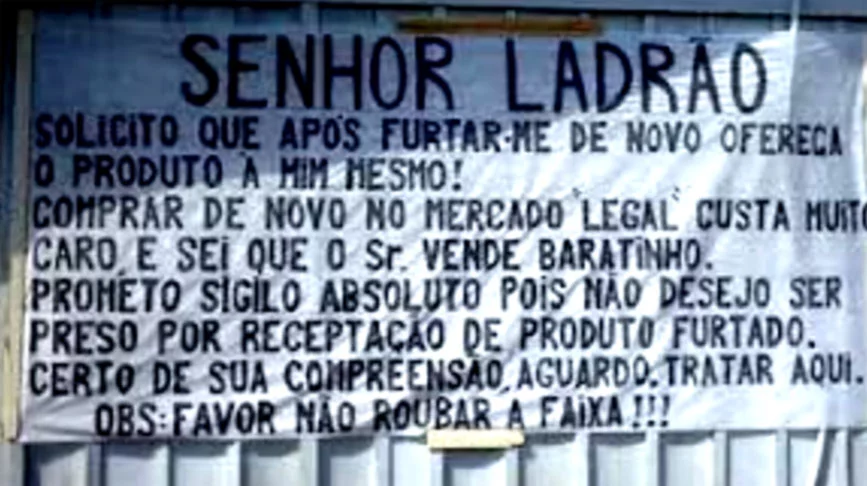 SENHOR LADRÃO
SOLICITO QUE APÓS FURTAR-ME DE NOVO OFEREÇA
O PRODUTO À MIM MESMO!
COMPRAR DE NOVO NO MERCADO "LEGAL" CUSTA MUIT
CARO, E SEI QUE O Sr. VENDE BARATINHO.
PROMETO SIGILO ABSOLUTO POIS NÃO DESEJO SER
PRESO POR RECEPTAÇÃO DE PRODUTO FURTADO.
CERTO DE SUA COMPREENSÃO, AGUARDO. TRATAR AQUI.
OBS: FAVOR NÃO ROUBAR A FAIXA!!!